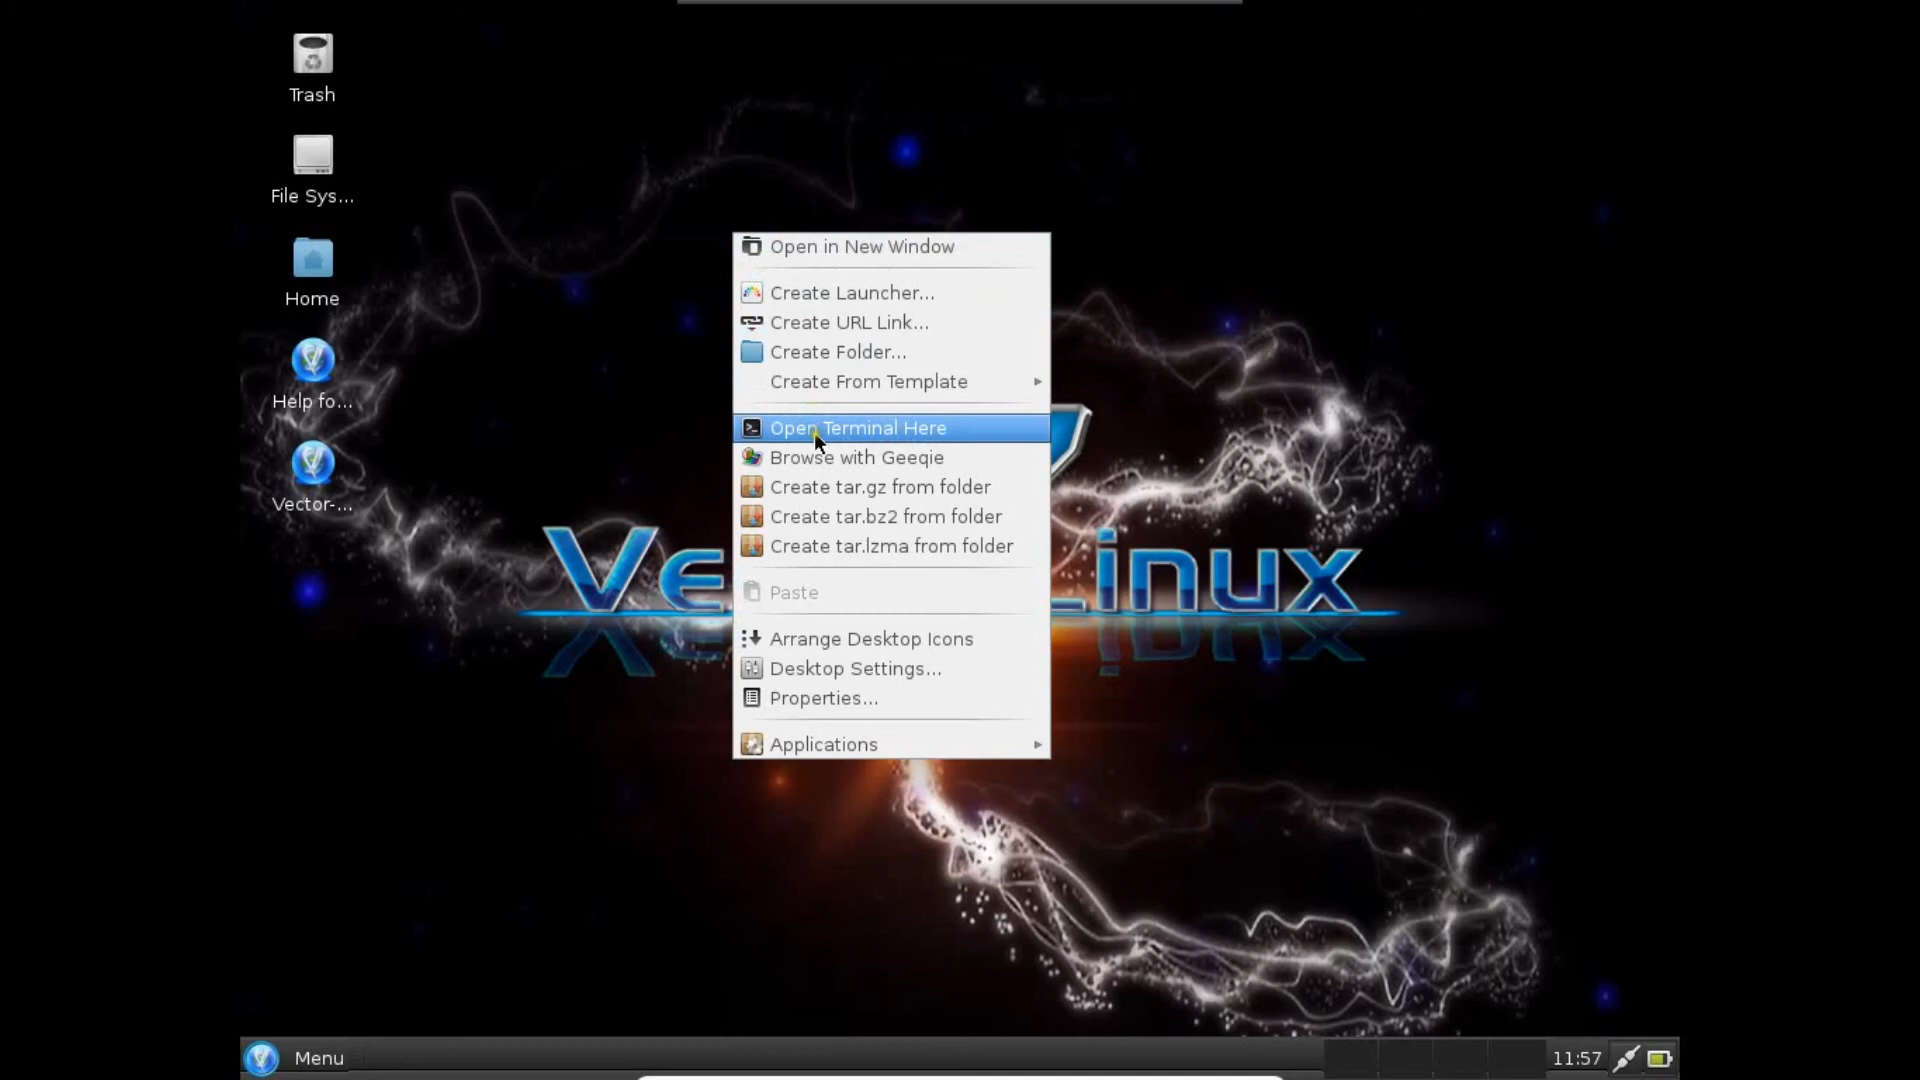 Trash
File Sys...
Home
Help fo...
Vector-...
Open in New Window
Create Launcher...
Create URL Link...
Create Folder...
Create From Template
Open Terminal Here
Browse with Geeqie
Create tar.gz from folder
Create tar.bz2 from folder
Create tar.lzma from folder
Paste
Arrange Desktop Icons
Desktop Settings...
Properties...
Applications
Ve Linux
Menu
11:57